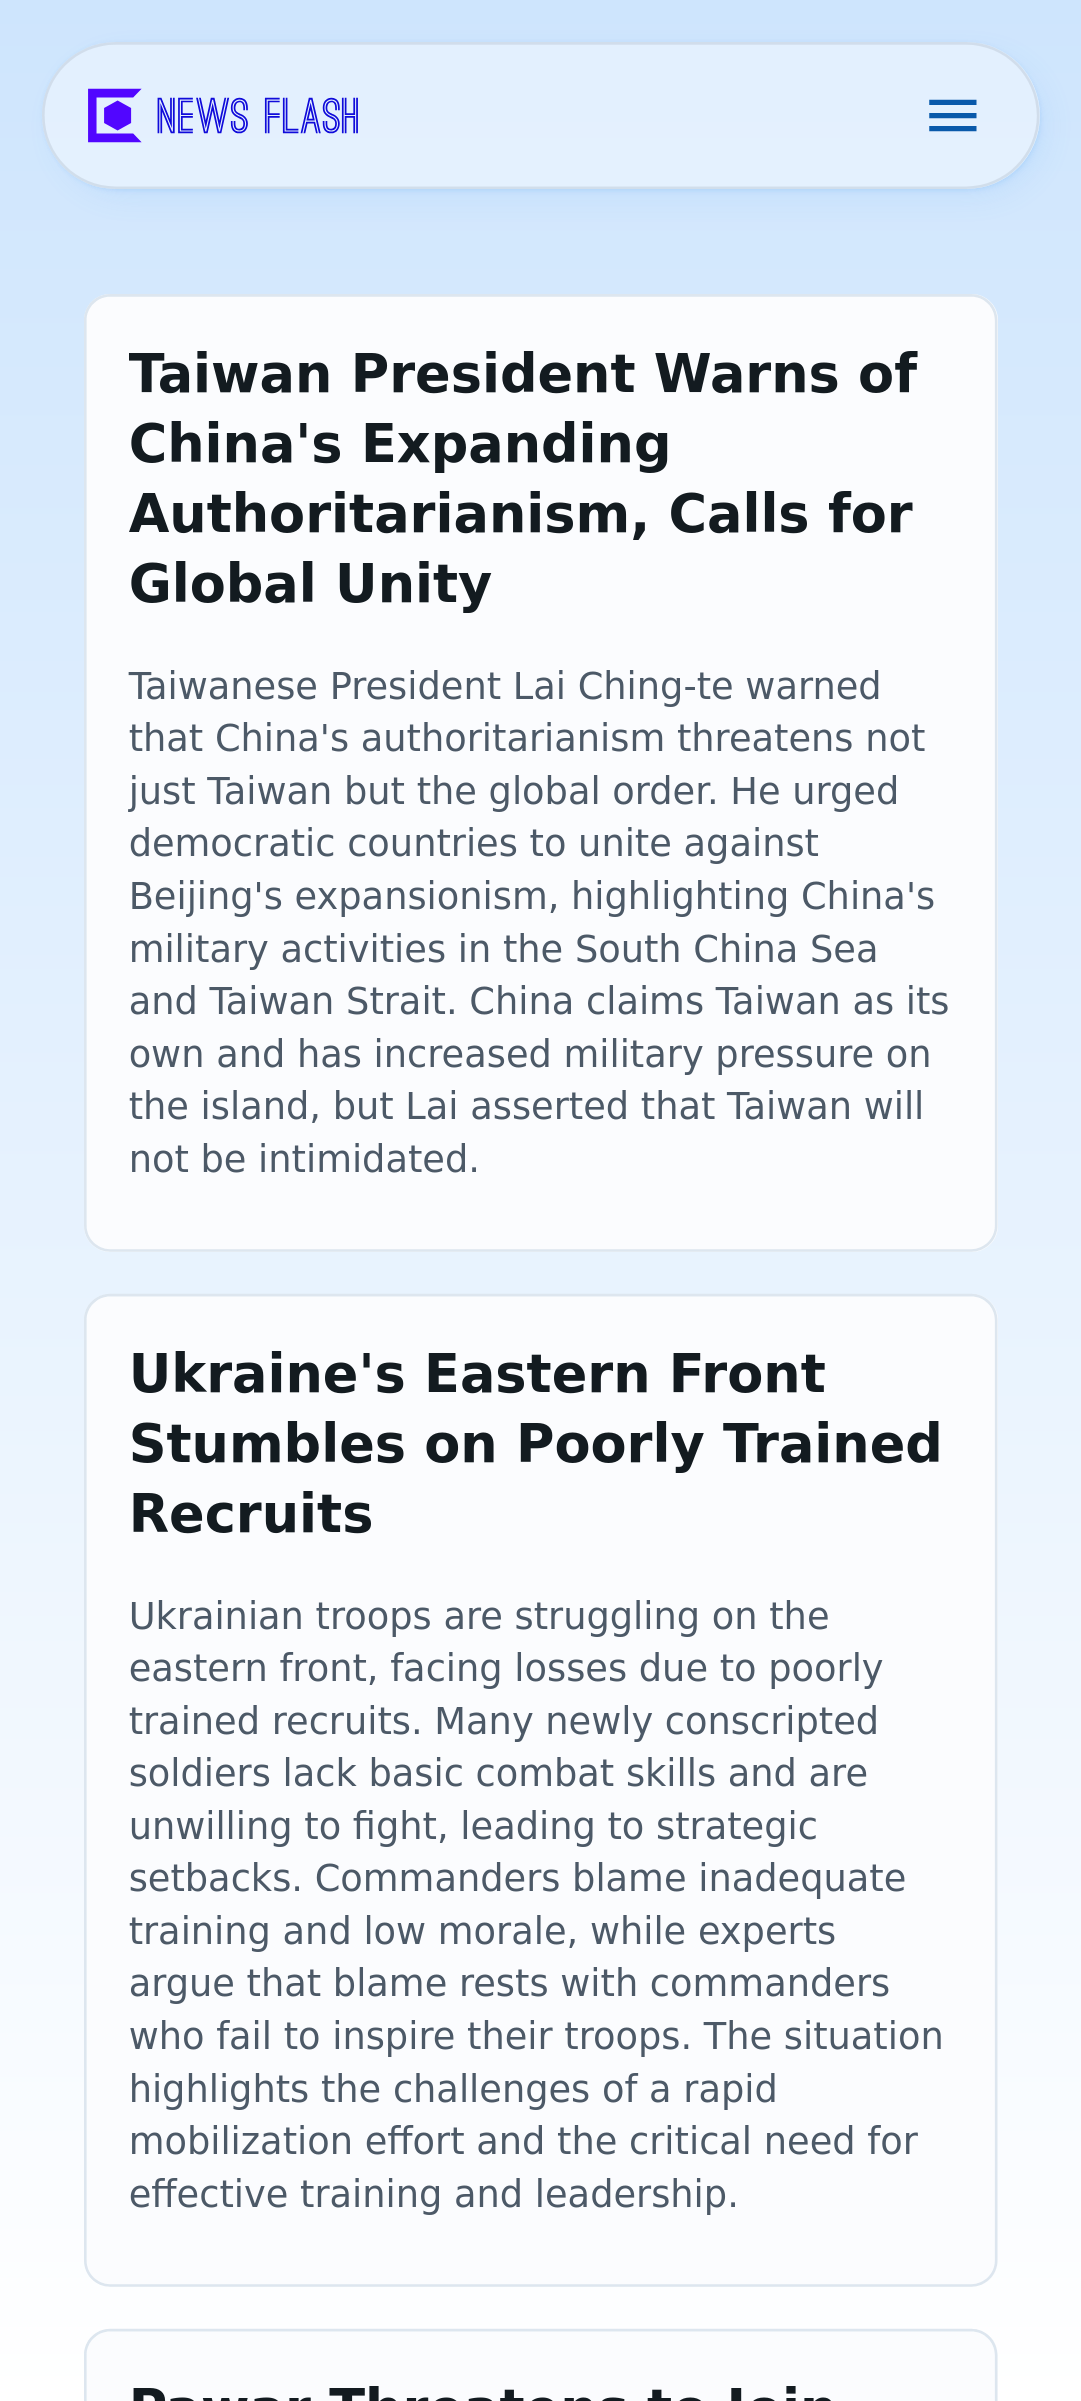 NEWS FLASH
Taiwan President Warns of
China's Expanding
Authoritarianism, Calls for
Global Unity
Taiwanese President Lai Ching-te warned
that China's authoritarianism threatens not
just Taiwan but the global order. He urged
democratic countries to unite against
Beijing's expansionism, highlighting China's
military activities in the South China Sea
and Taiwan Strait. China claims Taiwan as its
own and has increased military pressure on
the island, but Lai asserted that Taiwan will
not be intimidated.
Ukraine's Eastern Front
Stumbles on Poorly Trained
Recruits
Ukrainian troops are struggling on the
eastern front, facing losses due to poorly
trained recruits. Many newly conscripted
soldiers lack basic combat skills and are
unwilling to fight, leading to strategic
setbacks. Commanders blame inadequate
training and low morale, while experts
argue that blame rests with commanders
who fail to inspire their troops. The situation
highlights the challenges of a rapid
mobilization effort and the critical need for
effective training and leadership.
Pawar Threatens to Join